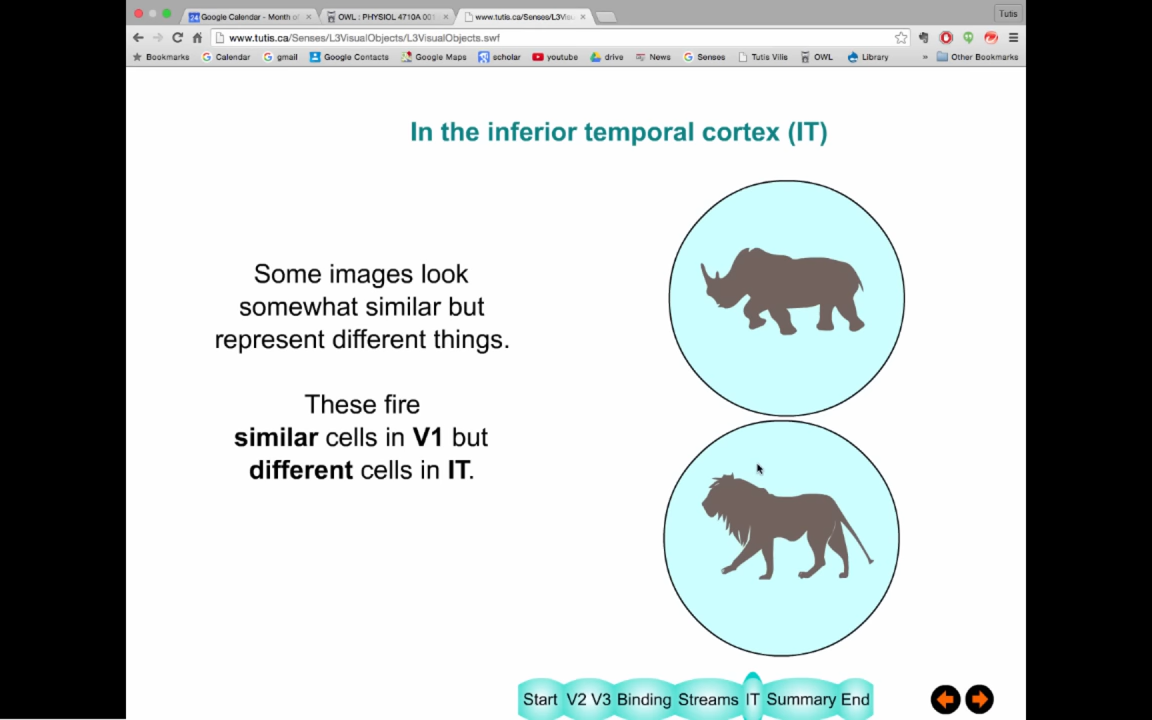 Google Calendar - Month o
OWL : PHYSIOL 4710A 001
www.tutis.ca/Senses/L3Visu
Tutis
www.tutis.ca/Senses/L3VisualObjects/L3VisualObjects.swf
Bookmarks Calendar gmail Google Contacts Google Maps scholar youtube drive News Senses Tutis Vilis OWL Library » Other Bookmarks
In the inferior temporal cortex (IT)
Some images look
somewhat similar but
represent different things.
These fire
similar cells in V1 but
different cells in IT.
Start V2 V3 Binding Streams IT Summary End